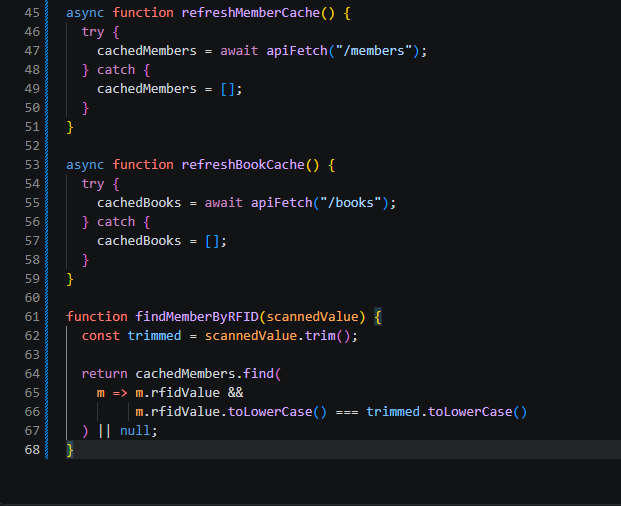 45 async function refreshMemberCache() {
46   try {
47     cachedMembers = await apiFetch("/members");
48   } catch {
49     cachedMembers = [];
50   }
51 }
52
53 async function refreshBookCache() {
54   try {
55     cachedBooks = await apiFetch("/books");
56   } catch {
57     cachedBooks = [];
58   }
59 }
60
61 function findMemberByRFID(scannedValue) {
62   const trimmed = scannedValue.trim();
63
64   return cachedMembers.find(
65     m => m.rfidValue &&
66          m.rfidValue.toLowerCase() === trimmed.toLowerCase()
67   ) || null;
68 }